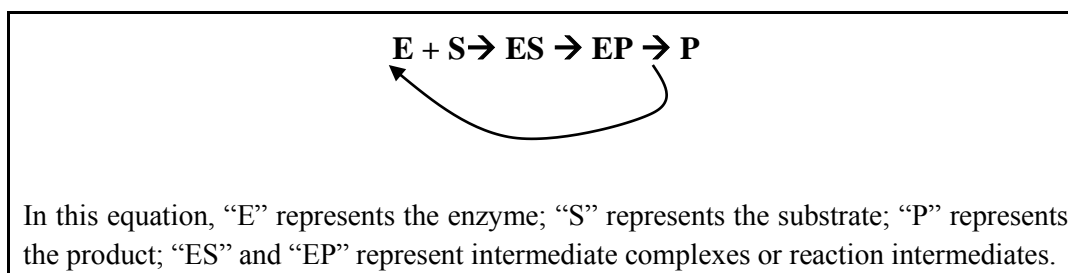 E + S→ ES → EP → P
In this equation, “E” represents the enzyme; “S” represents the substrate; “P” represents
the product; “ES” and “EP” represent intermediate complexes or reaction intermediates.